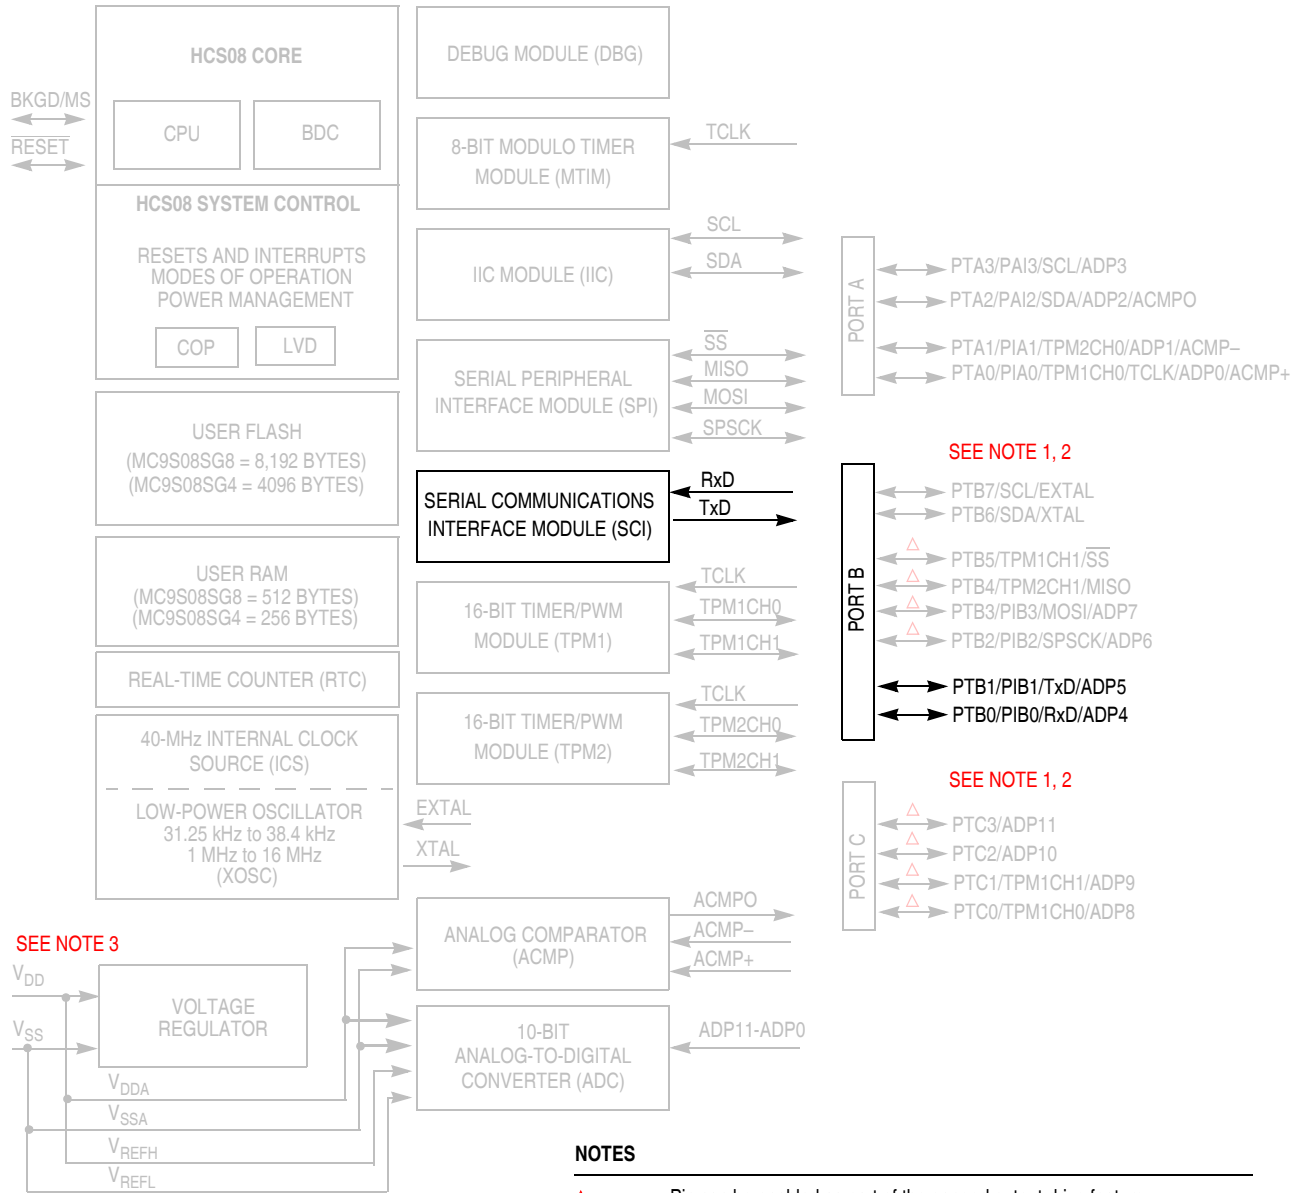 HCS08 CORE
BKGD/MS
RESET
CPU
BDC
HCS08 SYSTEM CONTROL
RESETS AND INTERRUPTS
MODES OF OPERATION
POWER MANAGEMENT
COP
LVD
USER FLASH
(MC9S08SG8 = 8,192 BYTES)
(MC9S08SG4 = 4096 BYTES)
USER RAM
(MC9S08SG8 = 512 BYTES)
(MC9S08SG4 = 256 BYTES)
REAL-TIME COUNTER (RTC)
40-MHz INTERNAL CLOCK
SOURCE (ICS)
LOW-POWER OSCILLATOR
31.25 kHz to 38.4 kHz
1 MHz to 16 MHz
(XOSC)
EXTAL
XTAL
SEE NOTE 3
VDD
VSS
VOLTAGE
REGULATOR
VDDA
VSSA
VREFH
VREFL
DEBUG MODULE (DBG)
8-BIT MODULO TIMER
MODULE (MTIM)
TCLK
IIC MODULE (IIC)
SCL
SDA
SERIAL PERIPHERAL
INTERFACE MODULE (SPI)
SS
MISO
MOSI
SPSCK
SERIAL COMMUNICATIONS
INTERFACE MODULE (SCI)
RxD
TxD
16-BIT TIMER/PWM
MODULE (TPM1)
TCLK
TPM1CH0
TPM1CH1
16-BIT TIMER/PWM
MODULE (TPM2)
TCLK
TPM2CH0
TPM2CH1
ANALOG COMPARATOR
(ACMP)
ACMPO
ACMP–
ACMP+
10-BIT
ANALOG-TO-DIGITAL
CONVERTER (ADC)
ADP11-ADP0
PORT A
PTA3/PAI3/SCL/ADP3
PTA2/PAI2/SDA/ADP2/ACMPO
PTA1/PIA1/TPM2CH0/ADP1/ACMP–
PTA0/PIA0/TPM1CH0/TCLK/ADP0/ACMP+
SEE NOTE 1, 2
PORT B
PTB7/SCL/EXTAL
PTB6/SDA/XTAL
PTB5/TPM1CH1/SS
PTB4/TPM2CH1/MISO
PTB3/PIB3/MOSI/ADP7
PTB2/PIB2/SPSCK/ADP6
PTB1/PIB1/TxD/ADP5
PTB0/PIB0/RxD/ADP4
SEE NOTE 1, 2
PORT C
PTC3/ADP11
PTC2/ADP10
PTC1/TPM1CH1/ADP9
PTC0/TPM1CH0/ADP8
NOTES